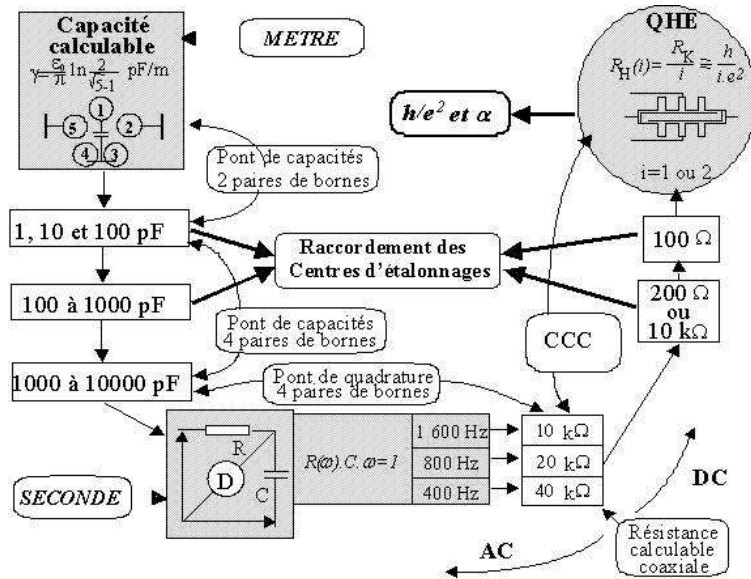 Capacité
calculable
γ=ε₀/π ln 2/√5-1 pF/m
1
5
2
4
3
METRE
QHE
R_H(i)=R_K/i ≅ h/i.e²
i=1 ou 2
h/e² et α
Pont de capacités
2 paires de bornes
1, 10 et 100 pF
Raccordement des
Centres d'étalonnages
100 Ω
100 à 1000 pF
200 Ω
ou
10 kΩ
Pont de capacités
4 paires de bornes
CCC
1000 à 10000 pF
Pont de quadrature
4 paires de bornes
R
D
C
R(ω).C.ω=1
1 600 Hz
10 kΩ
800 Hz
20 kΩ
400 Hz
40 kΩ
SECONDE
DC
AC
Résistance
calculable
coaxiale